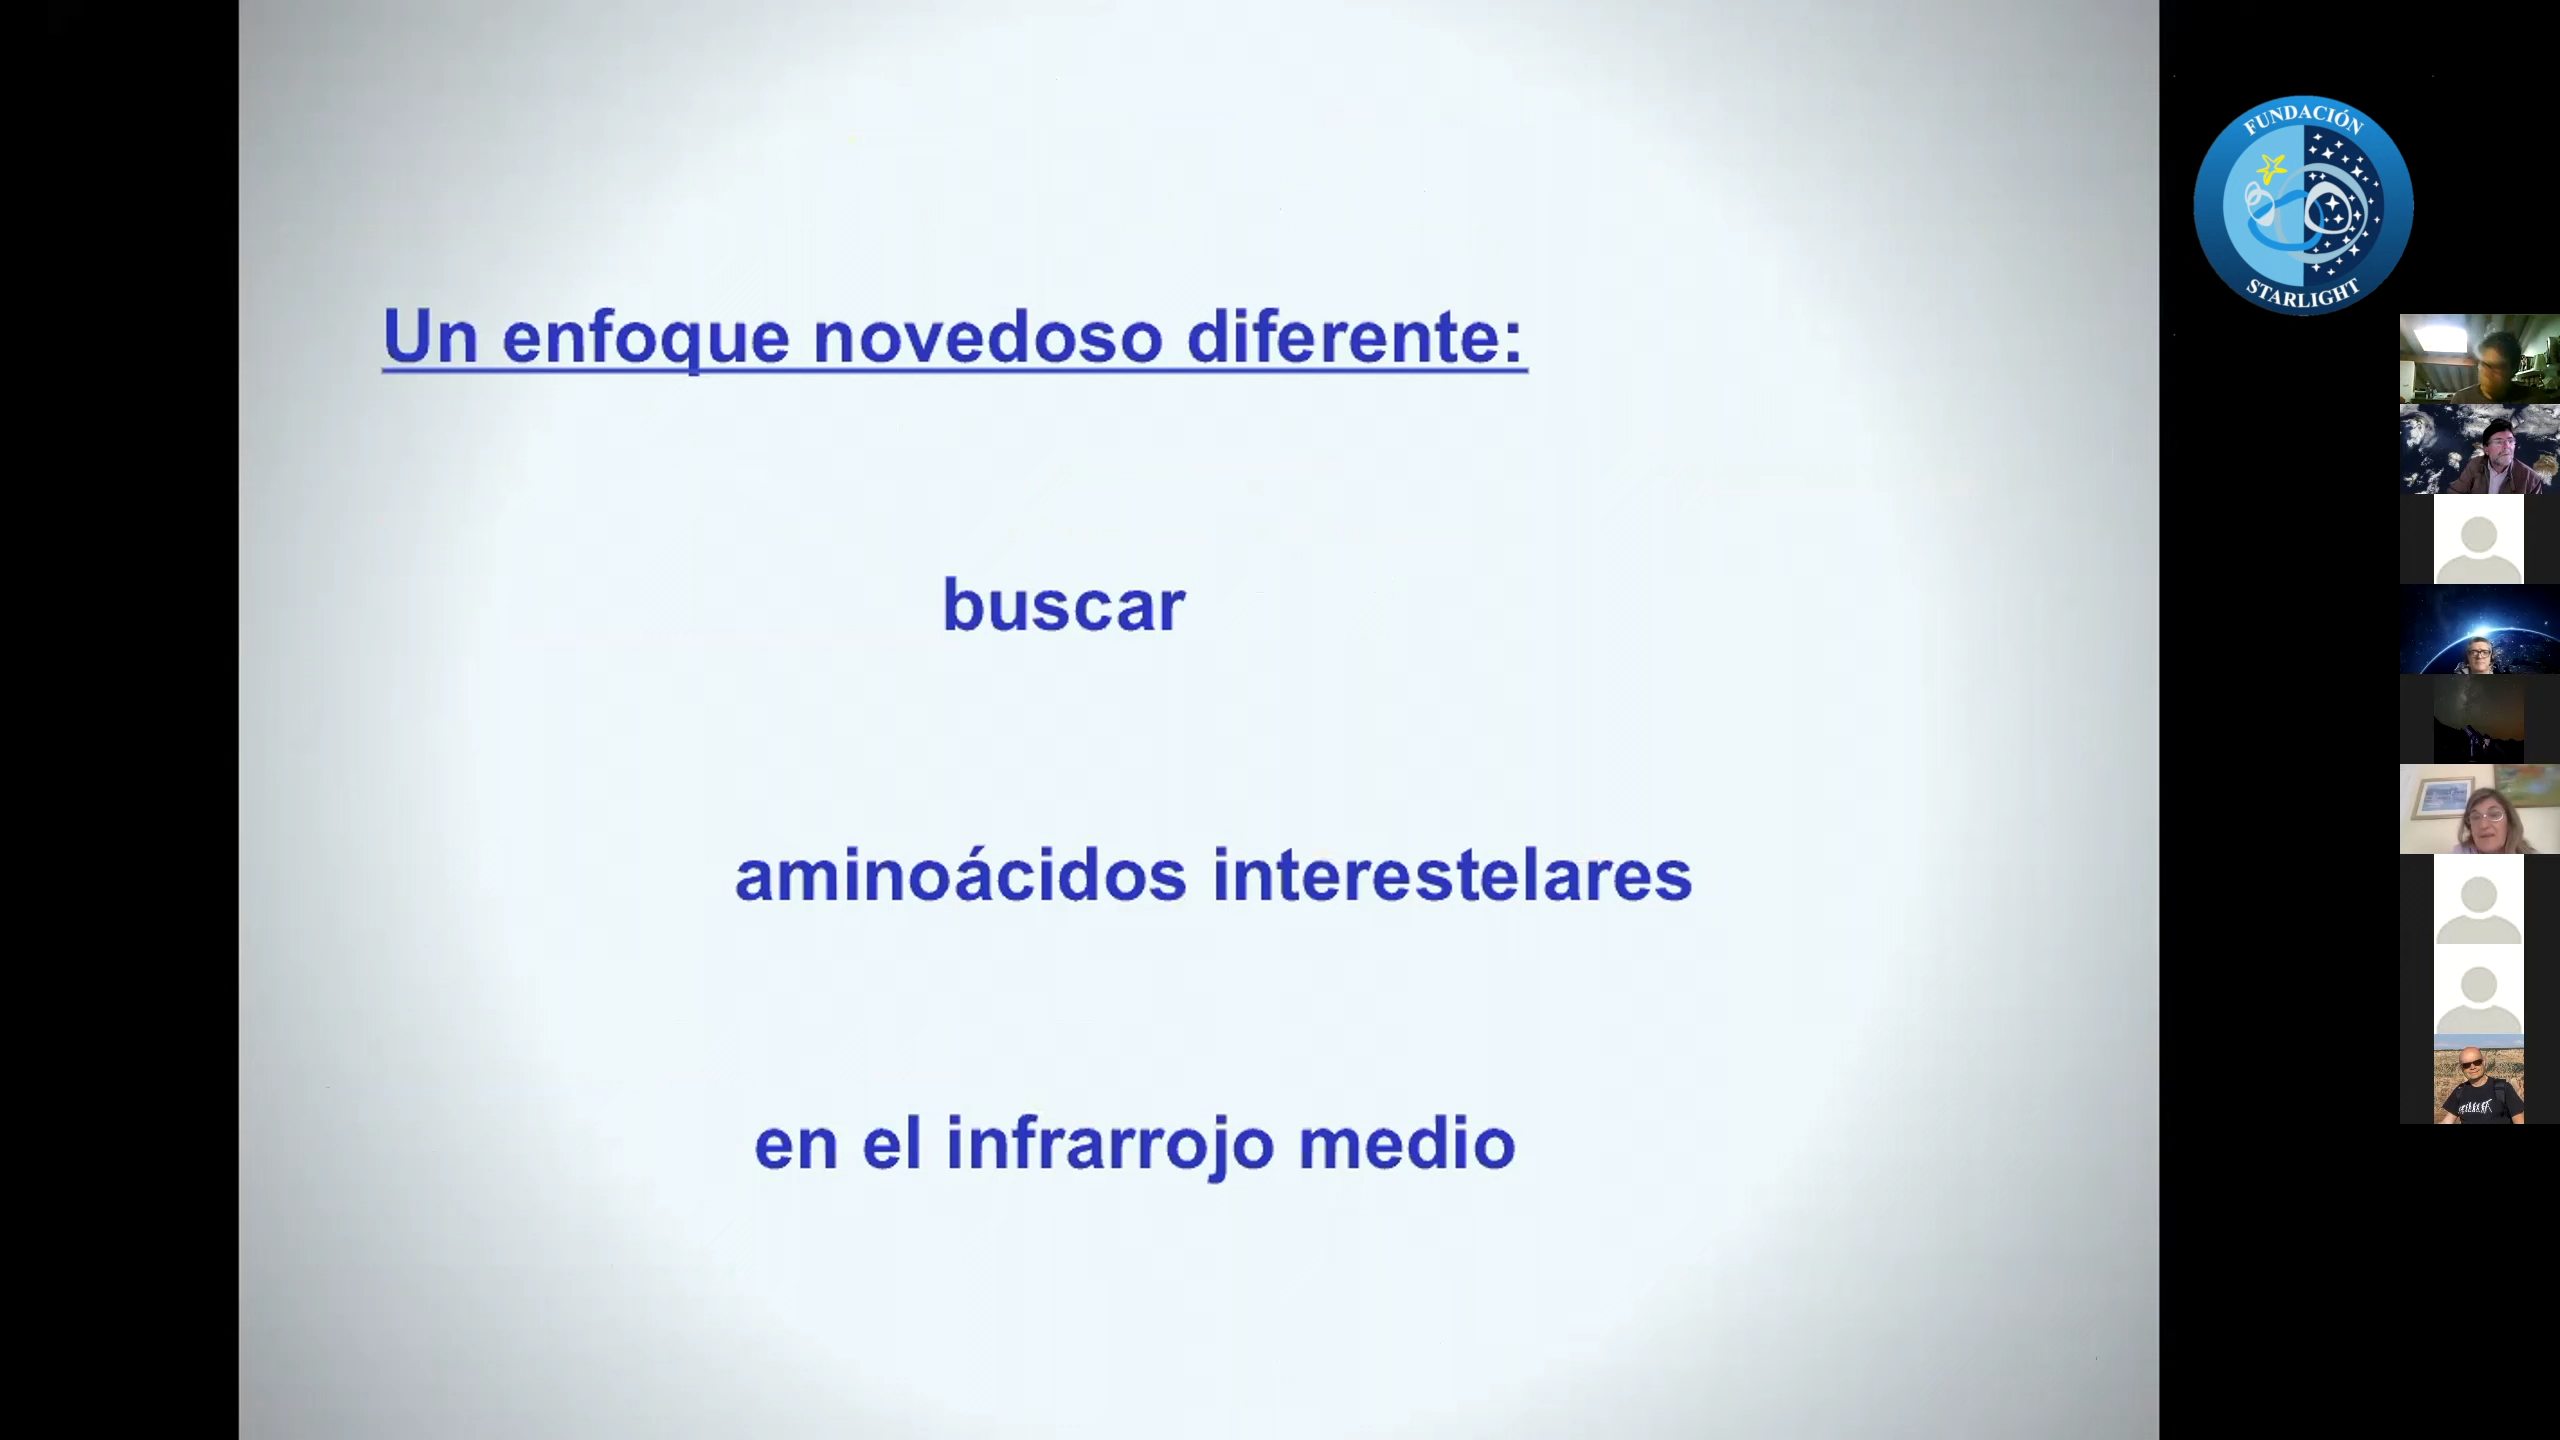 Un enfoque novedoso diferente:
buscar
aminoácidos interestelares
en el infrarrojo medio
FUNDACIÓN
STARLIGHT